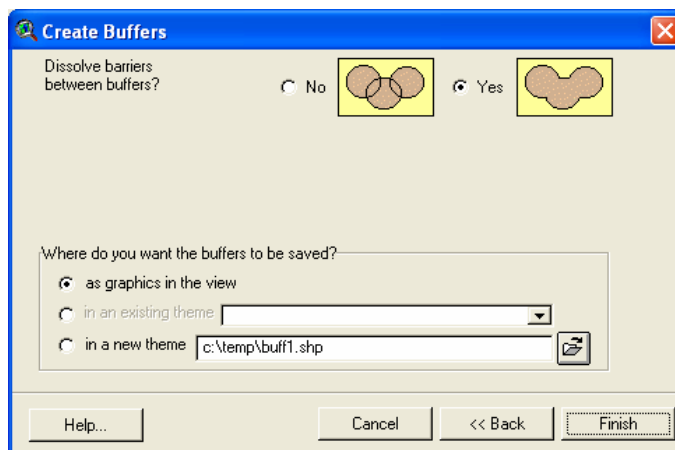 Create Buffers
Dissolve barriers
between buffers?
No
Yes
Where do you want the buffers to be saved?
as graphics in the view
in an existing theme
in a new theme
c:\temp\buff1.shp
Help...
Cancel
<< Back
Finish